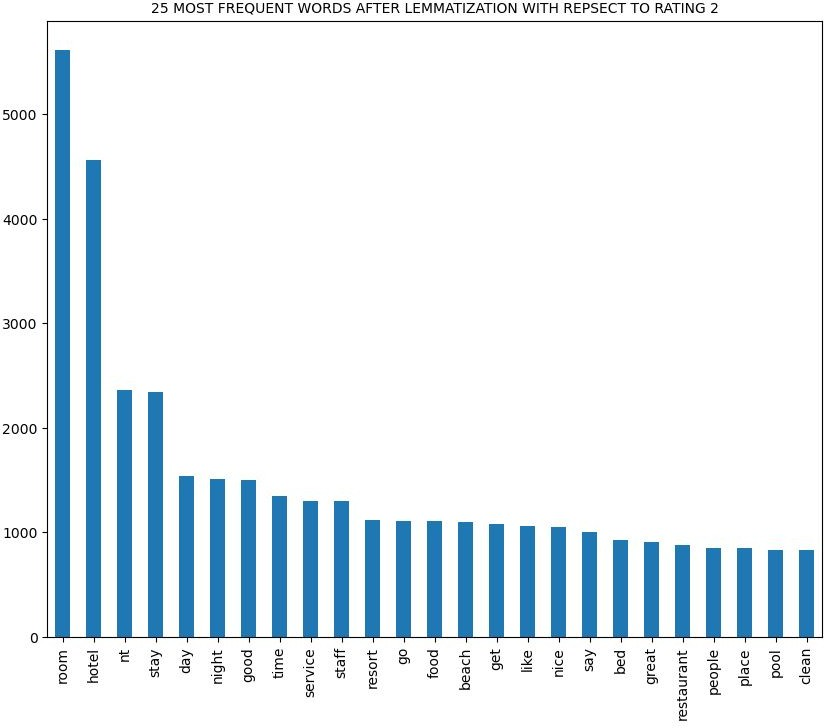 25 MOST FREQUENT WORDS AFTER LEMMATIZATION WITH REPSECT TO RATING 2
5000
4000
3000
2000
1000
0
room
hotel
nt
stay
day
night
good
time
service
staff
resort
go
food
beach
get
like
nice
say
bed
great
restaurant
people
place
pool
clean